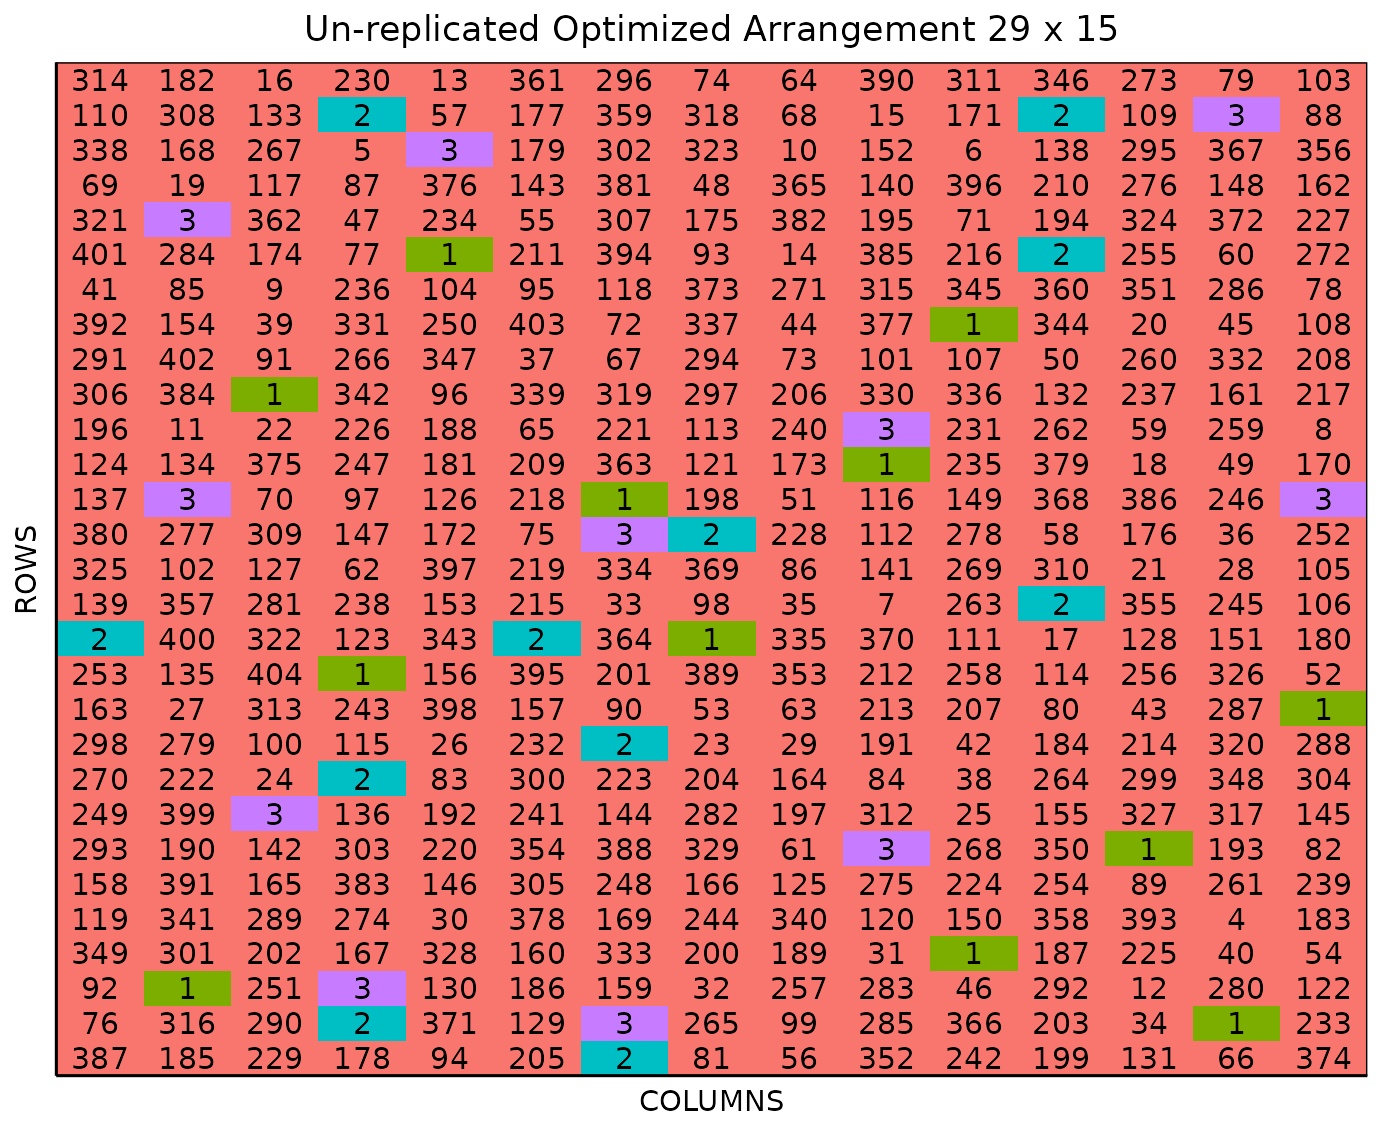 Un-replicated Optimized Arrangement 29 x 15
314 182 16 230 13 361 296 74 64 390 311 346 273 79 103
110 308 133 2 57 177 359 318 68 15 171 2 109 3 88
338 168 267 5 3 179 302 323 10 152 6 138 295 367 356
69 19 117 87 376 143 381 48 365 140 396 210 276 148 162
321 3 362 47 234 55 307 175 382 195 71 194 324 372 227
401 284 174 77 1 211 394 93 14 385 216 2 255 60 272
41 85 9 236 104 95 118 373 271 315 345 360 351 286 78
392 154 39 331 250 403 72 337 44 377 1 344 20 45 108
291 402 91 266 347 37 67 294 73 101 107 50 260 332 208
306 384 1 342 96 339 319 297 206 330 336 132 237 161 217
196 11 22 226 188 65 221 113 240 3 231 262 59 259 8
124 134 375 247 181 209 363 121 173 1 235 379 18 49 170
137 3 70 97 126 218 1 198 51 116 149 368 386 246 3
380 277 309 147 172 75 3 2 228 112 278 58 176 36 252
325 102 127 62 397 219 334 369 86 141 269 310 21 28 105
139 357 281 238 153 215 33 98 35 7 263 2 355 245 106
2 400 322 123 343 2 364 1 335 370 111 17 128 151 180
253 135 404 1 156 395 201 389 353 212 258 114 256 326 52
163 27 313 243 398 157 90 53 63 213 207 80 43 287 1
298 279 100 115 26 232 2 23 29 191 42 184 214 320 288
270 222 24 2 83 300 223 204 164 84 38 264 299 348 304
249 399 3 136 192 241 144 282 197 312 25 155 327 317 145
293 190 142 303 220 354 388 329 61 3 268 350 1 193 82
158 391 165 383 146 305 248 166 125 275 224 254 89 261 239
119 341 289 274 30 378 169 244 340 120 150 358 393 4 183
349 301 202 167 328 160 333 200 189 31 1 187 225 40 54
92 1 251 3 130 186 159 32 257 283 46 292 12 280 122
76 316 290 2 371 129 3 265 99 285 366 203 34 1 233
387 185 229 178 94 205 2 81 56 352 242 199 131 66 374
ROWS
COLUMNS